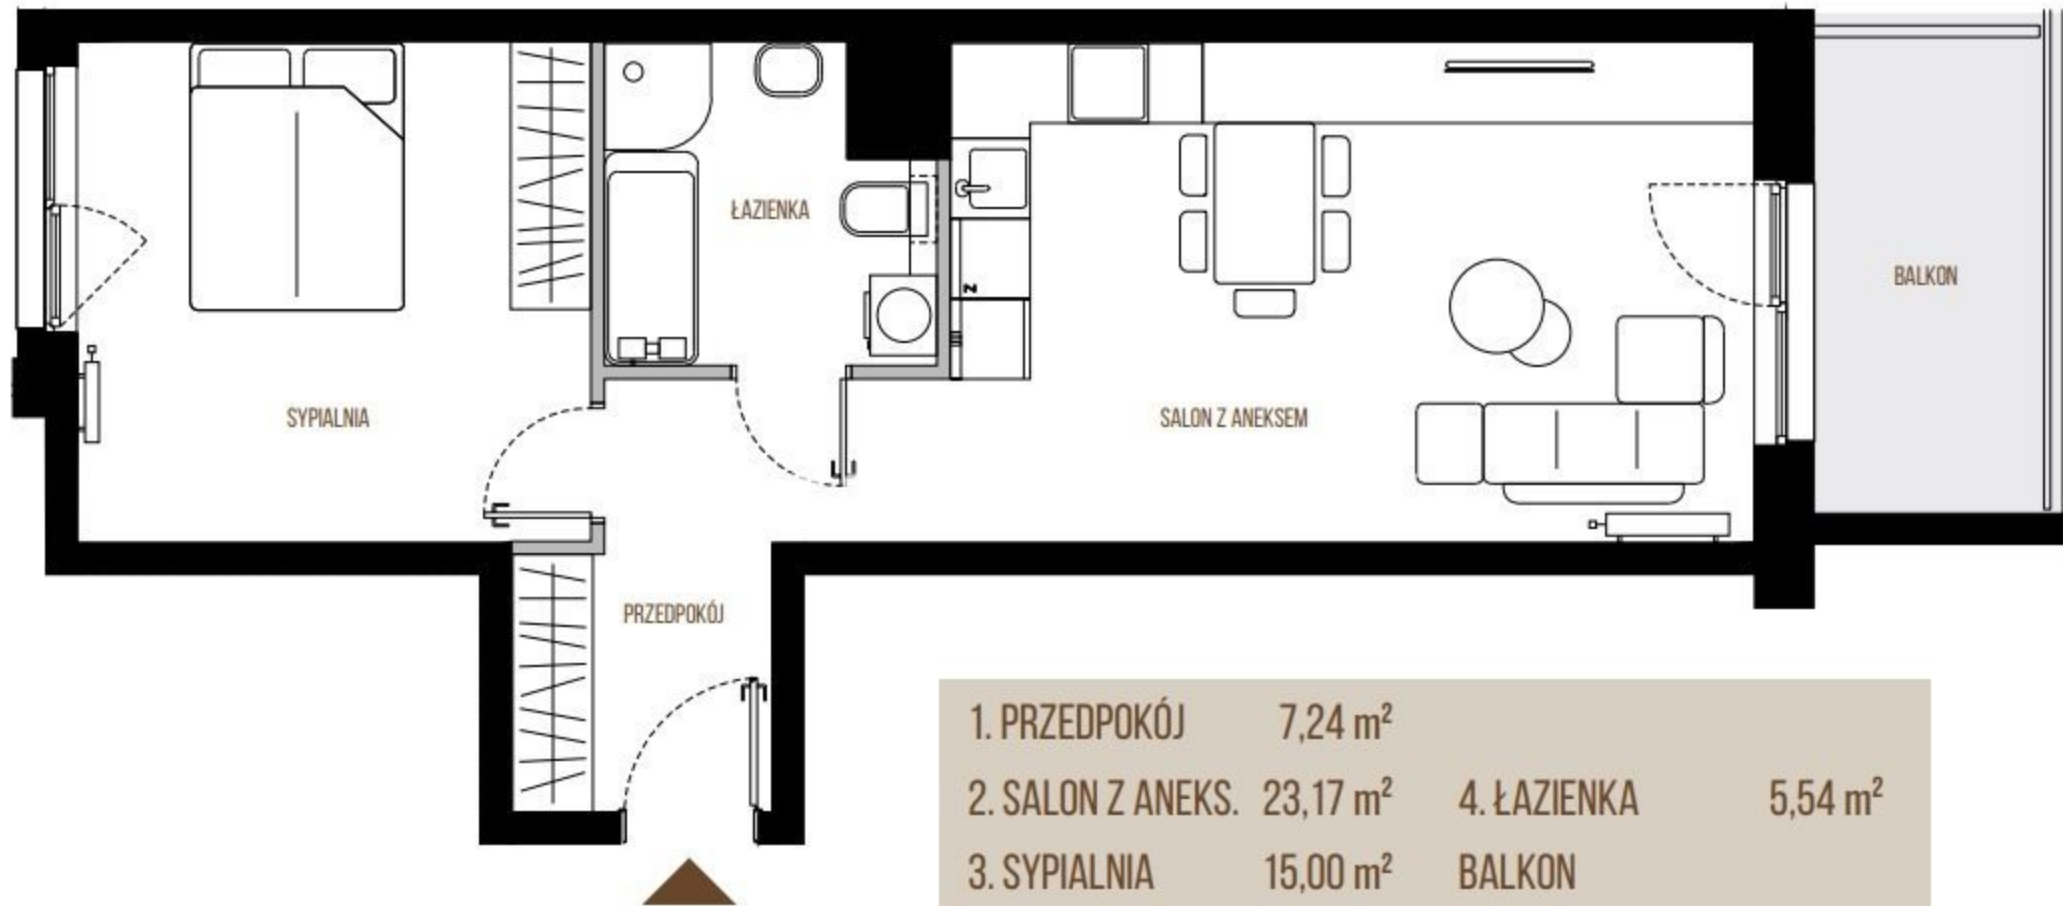 ŁAZIENKA
BALKON
SYPIALNIA
SALON Z ANEKSEM
PRZEDPOKÓJ
Z
1. PRZEDPOKÓJ 7,24 m²
2. SALON Z ANEKS. 23,17 m² 4. ŁAZIENKA 5,54 m²
3. SYPIALNIA 15,00 m² BALKON